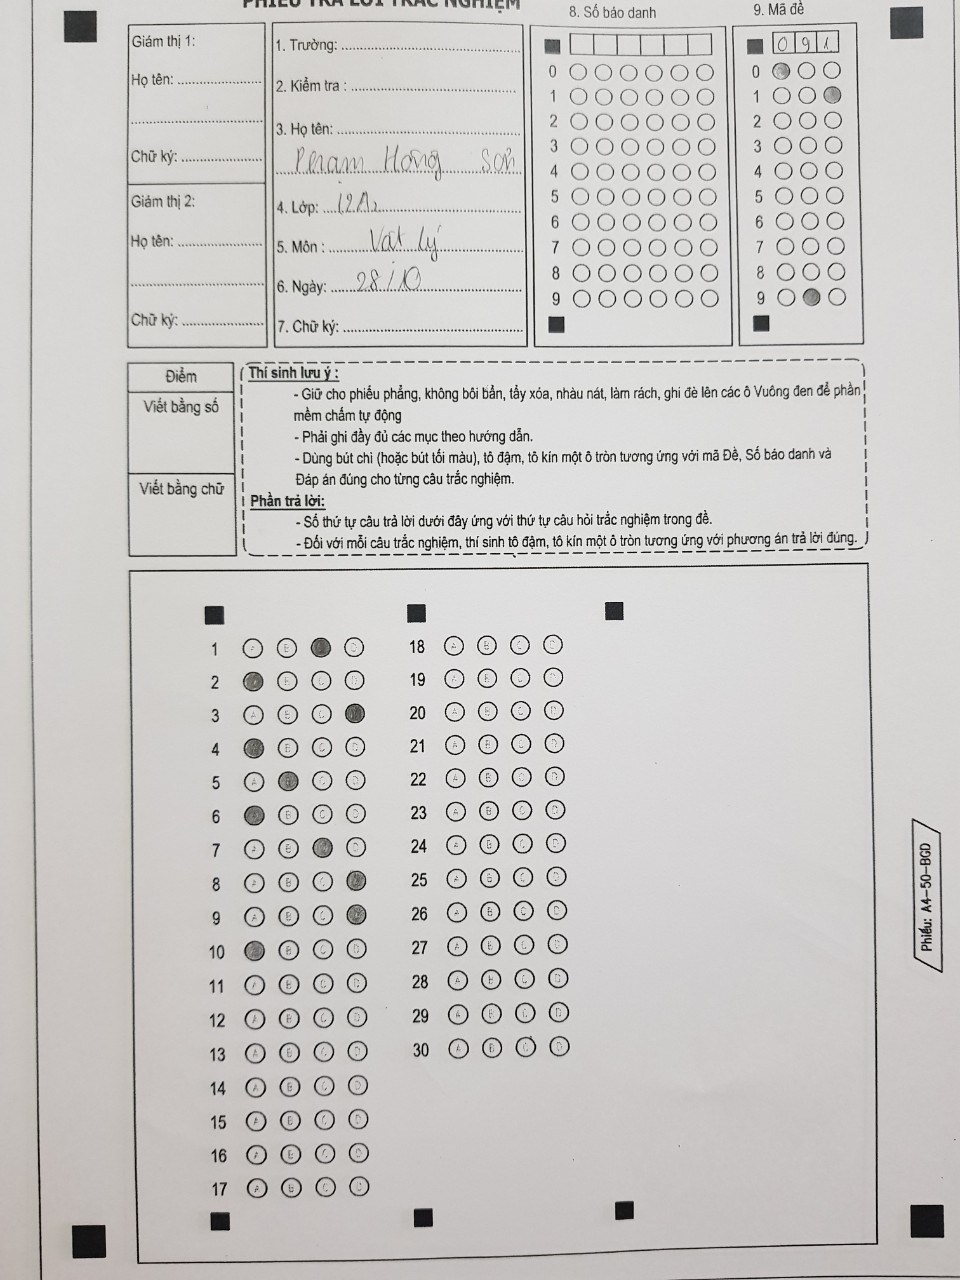 PHIẾU TRẢ LỜI TRẮC NGHIỆM
Giám thị 1:
Họ tên: ........................
........................
Chữ ký: ........................
Giám thị 2:
Họ tên: ........................
........................
Chữ ký: ........................
1. Trường: ........................
2. Kiểm tra : ........................
3. Họ tên: ........................
Phạm Hồng Sơn
4. Lớp: 12A2
5. Môn : Vật lý
6. Ngày: 28/10
7. Chữ ký: ........................
8. Số báo danh
0
1
2
3
4
5
6
7
8
9
9. Mã đề
0 9 1
0
1
2
3
4
5
6
7
8
9
Điểm
Viết bằng số
Viết bằng chữ
Thí sinh lưu ý :
- Giữ cho phiếu phẳng, không bôi bẩn, tẩy xóa, nhàu nát, làm rách, ghi đè lên các ô Vuông đen để phần
mềm chấm tự động
- Phải ghi đầy đủ các mục theo hướng dẫn.
- Dùng bút chì (hoặc bút tối màu), tô đậm, tô kín một ô tròn tương ứng với mã Đề, Số báo danh và
Đáp án đúng cho từng câu trắc nghiệm.
Phần trả lời:
- Số thứ tự câu trả lời dưới đây ứng với thứ tự câu hỏi trắc nghiệm trong đề.
- Đối với mỗi câu trắc nghiệm, thí sinh tô đậm, tô kín một ô tròn tương ứng với phương án trả lời đúng.
1 A B D
2 B C D
3 A B C
4 B C D
5 A B C D
6 B C D
7 A B D
8 A B C
9 A B C
10 B C D
11 A B C D
12 A B C D
13 A B C D
14 A B C D
15 A B C D
16 A B C D
17 A B C D
18 A B C D
19 A B C D
20 A B C D
21 A B C D
22 A B C D
23 A B C D
24 A B C D
25 A B C D
26 A B C D
27 A B C D
28 A B C D
29 A B C D
30 A B C D
Phiếu: A4-50-BGD